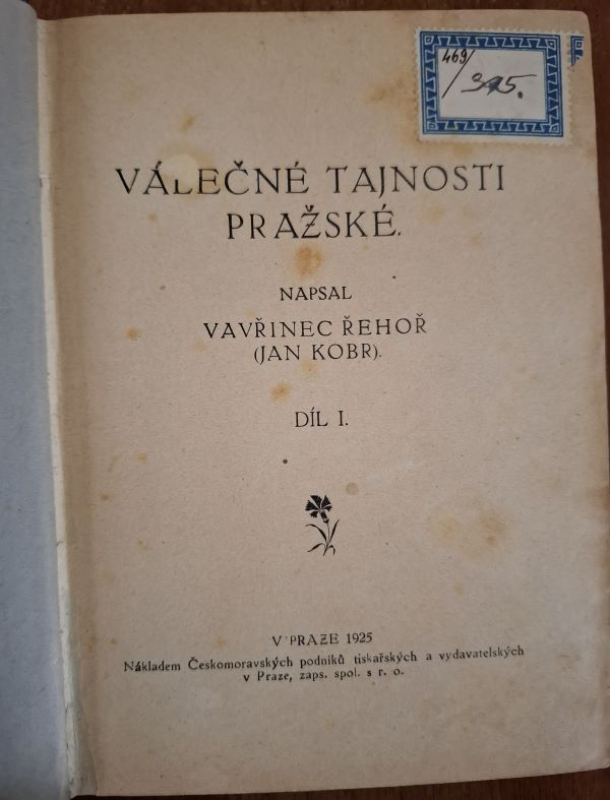 469/
315.
VÁLEČNÉ TAJNOSTI
PRAŽSKÉ.
NAPSAL
VAVŘINEC ŘEHOŘ
(JAN KOBR).
DÍL I.
V PRAZE 1925
Nákladem Českomoravských podniků tiskařských a vydavatelských
v Praze, zaps. spol. s r. o.